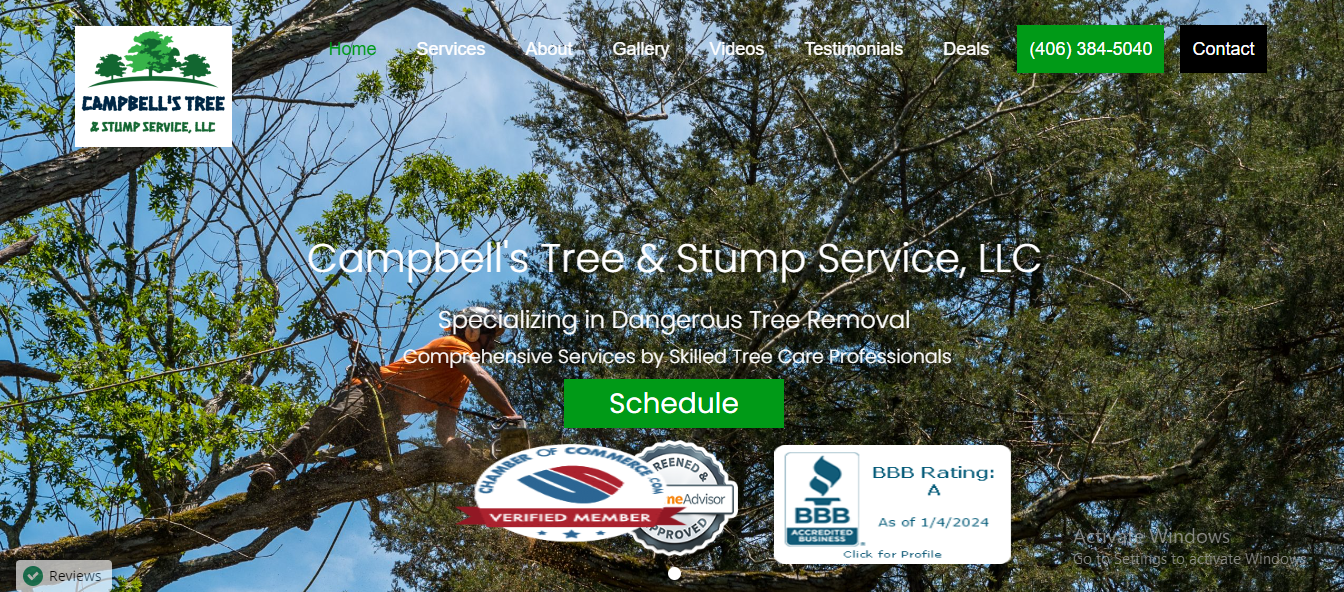 CAMPBELL'S TREE
& STUMP SERVICE, LLC
Home Services About Gallery Videos Testimonials Deals (406) 384-5040 Contact
Campbell's Tree & Stump Service, LLC
Specializing in Dangerous Tree Removal
Comprehensive Services by Skilled Tree Care Professionals
Schedule
CHAMBER OF COMMERCE.COM
VERIFIED MEMBER
REENED &
neAdvisor
PPROVED
BBB
ACCREDITED
BUSINESS
BBB Rating:
A
As of 1/4/2024
Click for Profile
Activate Windows
Go to Settings to activate Windows.
Reviews